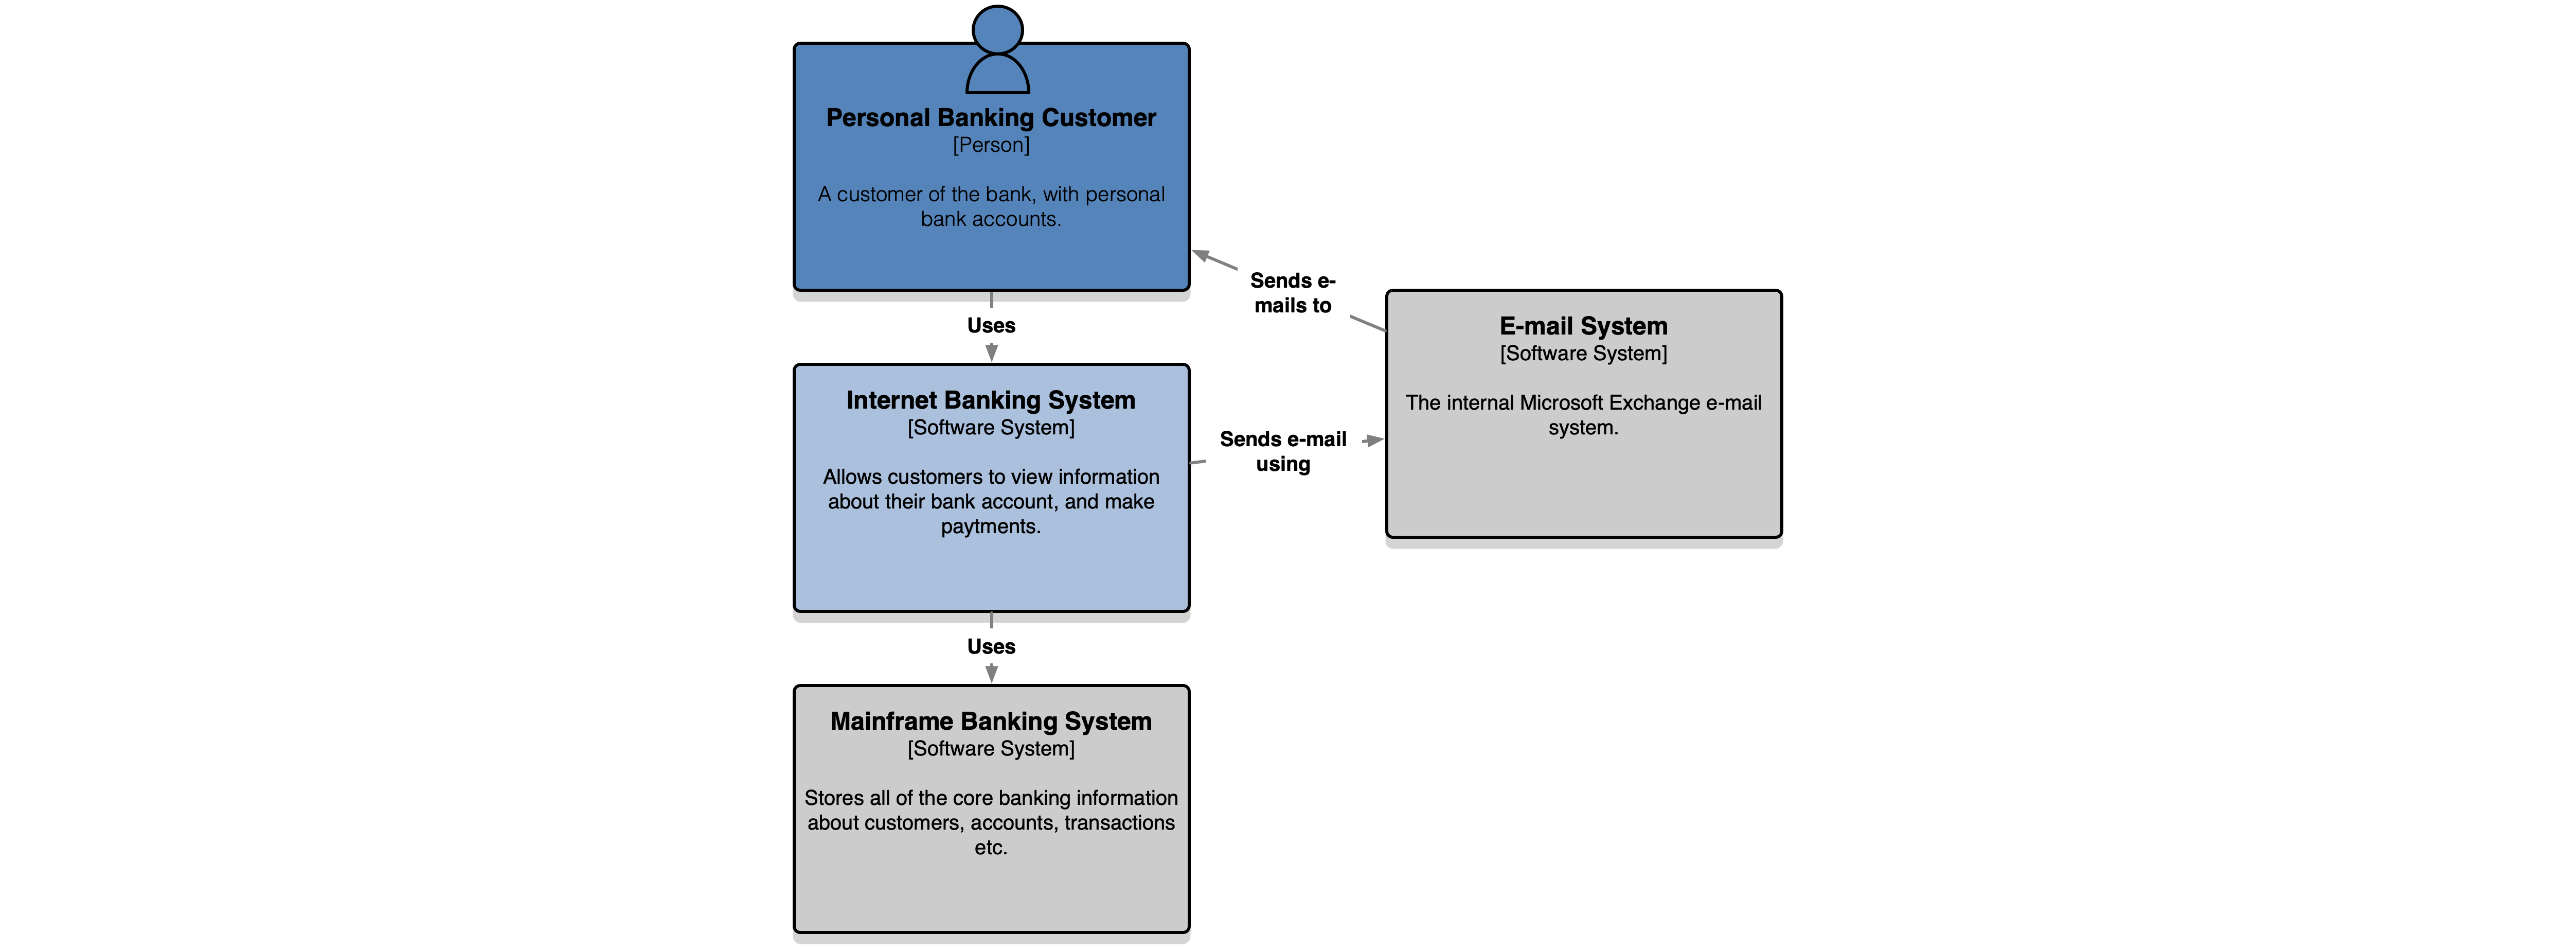 Personal Banking Customer
[Person]
A customer of the bank, with personal
bank accounts.
Sends e-
mails to
Uses
E-mail System
[Software System]
The internal Microsoft Exchange e-mail
system.
Internet Banking System
[Software System]
Allows customers to view information
about their bank account, and make
paytments.
Sends e-mail
using
Uses
Mainframe Banking System
[Software System]
Stores all of the core banking information
about customers, accounts, transactions
etc.